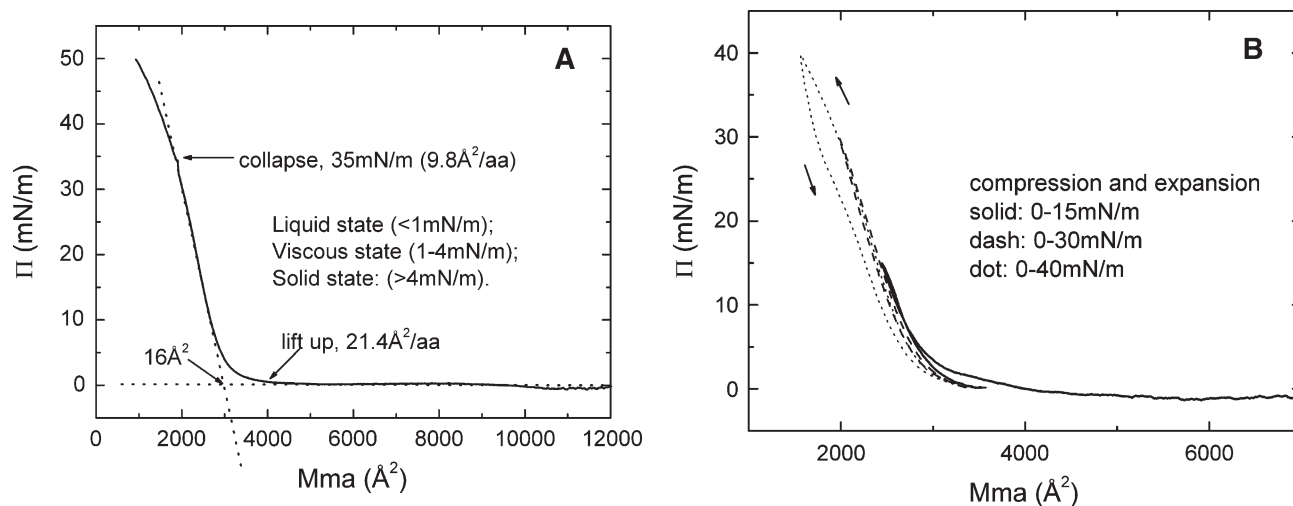 A
50
40
30
20
10
0
Π (mN/m)
collapse, 35mN/m (9.8Å²/aa)
Liquid state (<1mN/m);
Viscous state (1-4mN/m);
Solid state: (>4mN/m).
lift up, 21.4Å²/aa
16Å²
0 2000 4000 6000 8000 10000 12000
Mma (Å²)
B
40
30
20
10
0
Π (mN/m)
compression and expansion
solid: 0-15mN/m
dash: 0-30mN/m
dot: 0-40mN/m
2000 4000 6000
Mma (Å²)